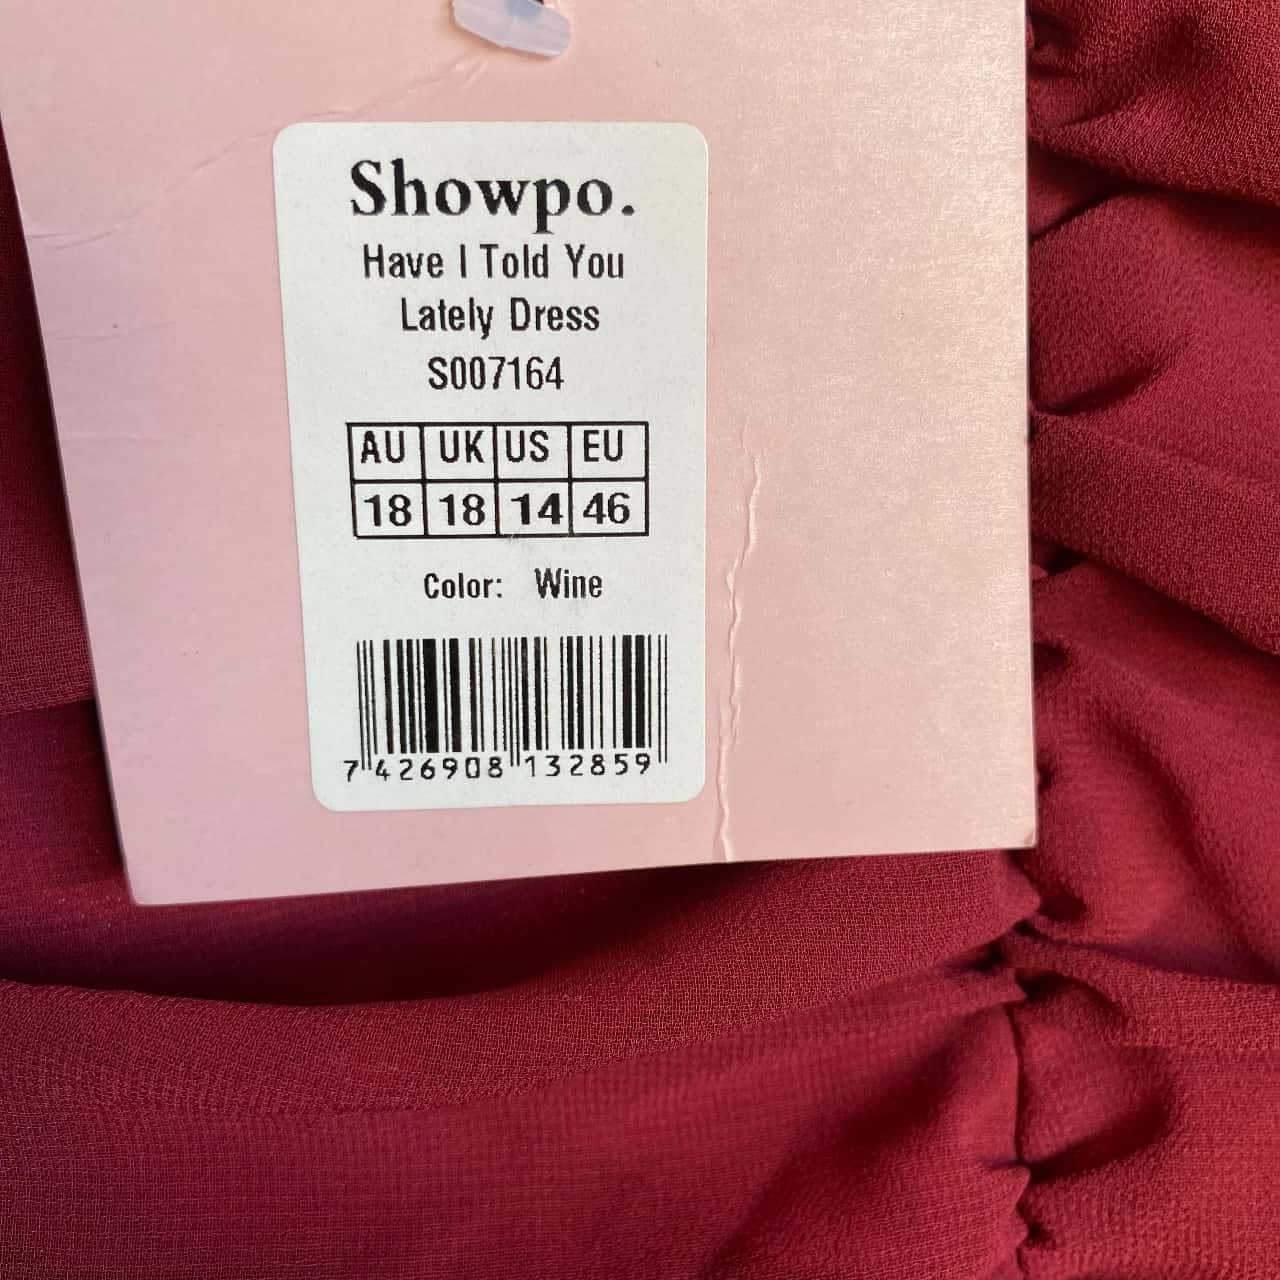 Showpo.
Have I Told You
Lately Dress
S007164
AU UK US EU
18 18 14 46
Color: Wine
7 426908 132859